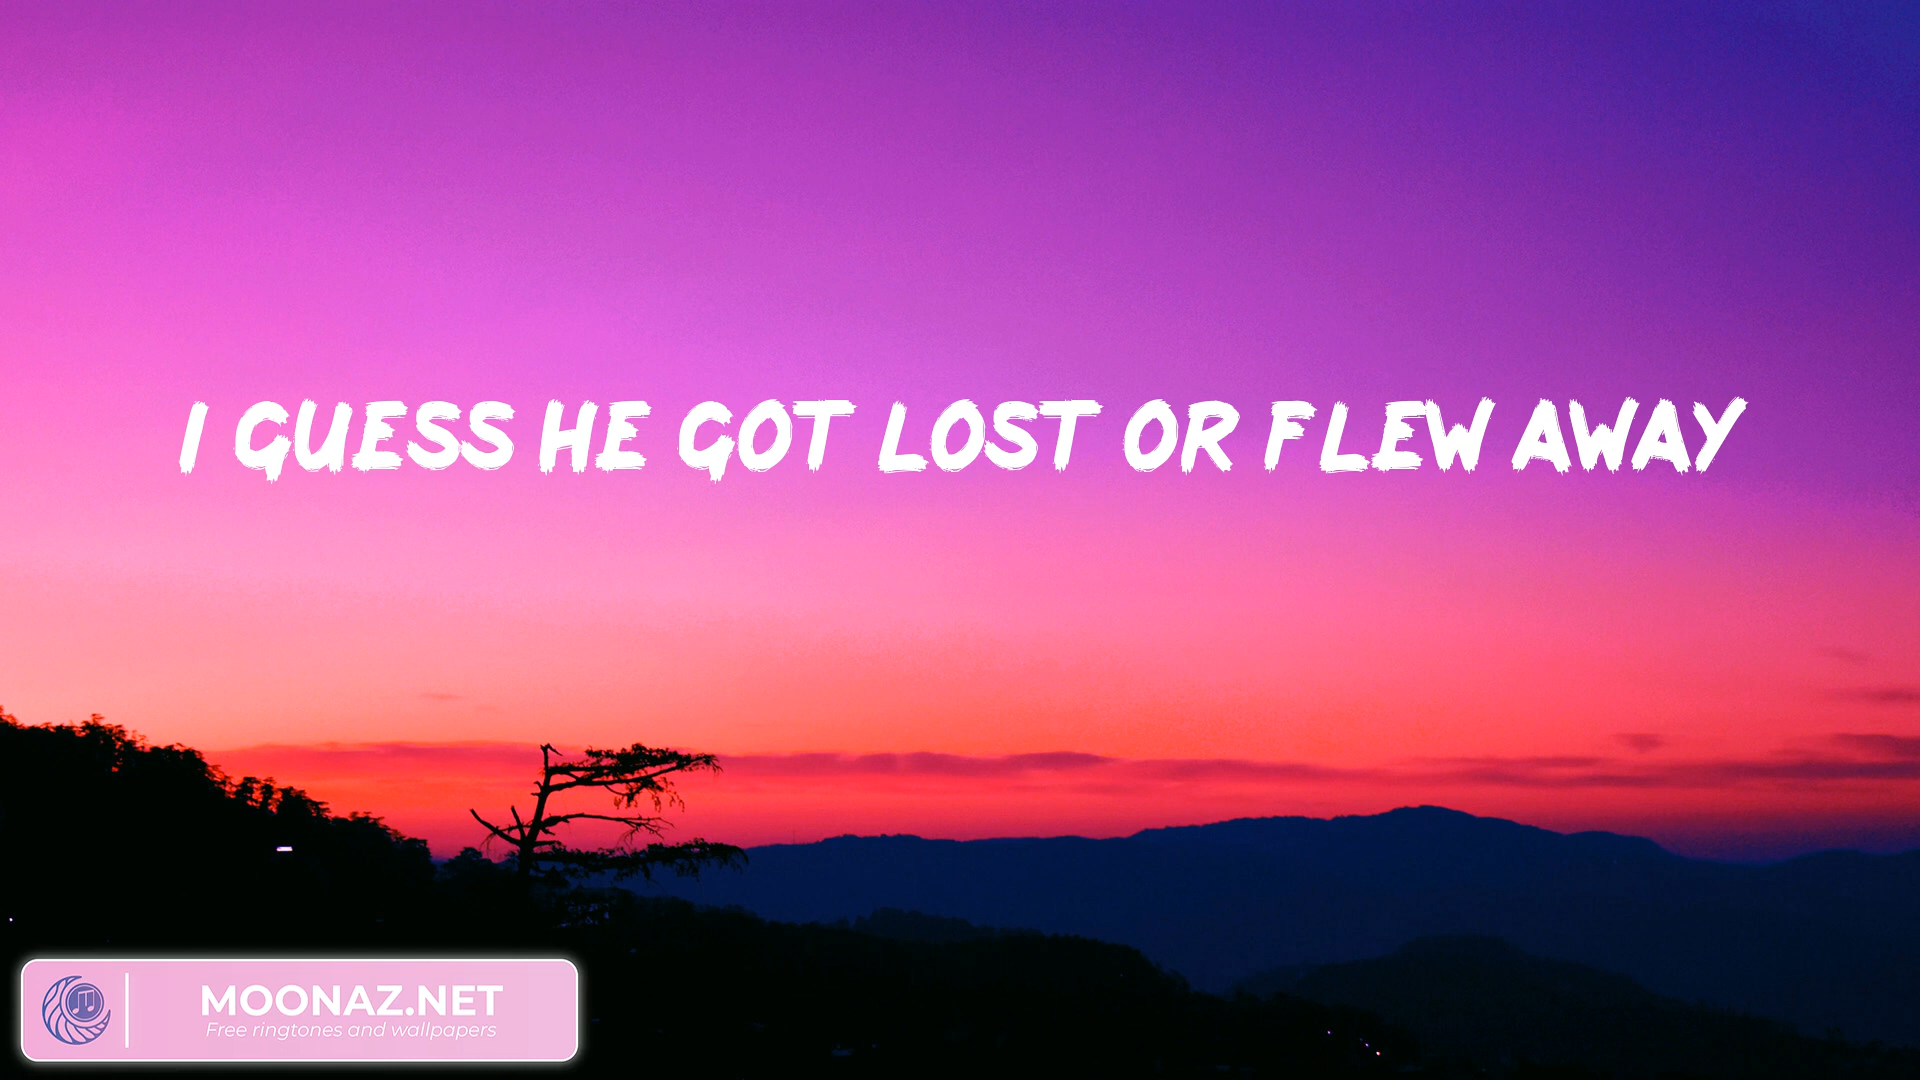 I GUESS HE GOT LOST OR FLEW AWAY
MOONAZ.NET
Free ringtones and wallpapers